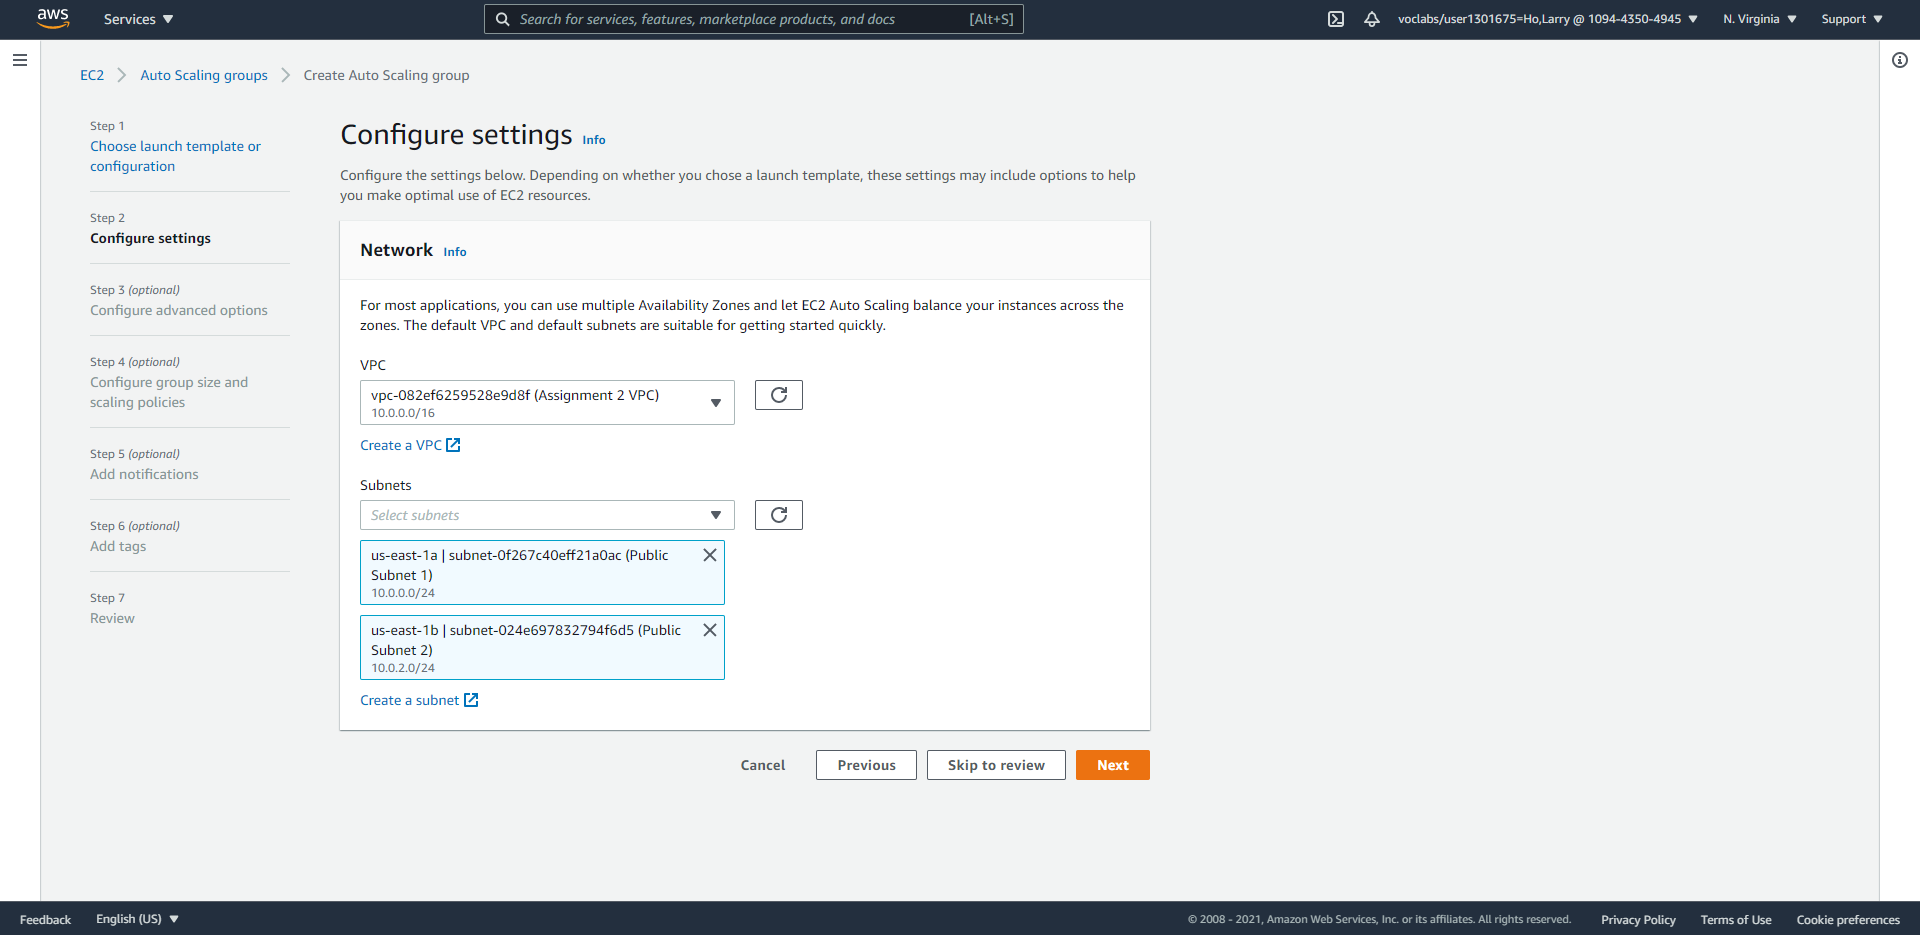 aws
Services
Search for services, features, marketplace products, and docs
[Alt+S]
voclabs/user1301675=Ho,Larry @ 1094-4350-4945
N. Virginia
Support
EC2
Auto Scaling groups
Create Auto Scaling group
Step 1
Choose launch template or
configuration
Step 2
Configure settings
Step 3 (optional)
Configure advanced options
Step 4 (optional)
Configure group size and
scaling policies
Step 5 (optional)
Add notifications
Step 6 (optional)
Add tags
Step 7
Review
Configure settings Info
Configure the settings below. Depending on whether you chose a launch template, these settings may include options to help
you make optimal use of EC2 resources.
Network Info
For most applications, you can use multiple Availability Zones and let EC2 Auto Scaling balance your instances across the
zones. The default VPC and default subnets are suitable for getting started quickly.
VPC
vpc-082ef6259528e9d8f (Assignment 2 VPC)
10.0.0.0/16
Create a VPC
Subnets
Select subnets
us-east-1a | subnet-0f267c40eff21a0ac (Public
Subnet 1)
10.0.0.0/24
us-east-1b | subnet-024e697832794f6d5 (Public
Subnet 2)
10.0.2.0/24
Create a subnet
Cancel
Previous
Skip to review
Next
Feedback
English (US)
© 2008 - 2021, Amazon Web Services, Inc. or its affiliates. All rights reserved.
Privacy Policy
Terms of Use
Cookie preferences